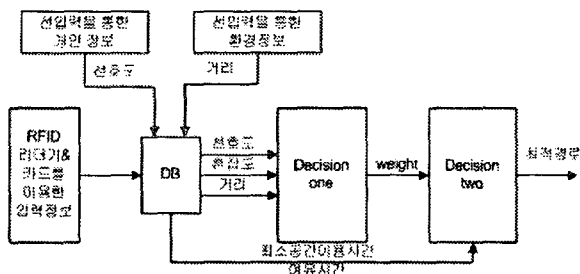 선입력을 통한
개인 정보
선입력을 통한
환경정보
선호도
거리
RFID
리더기&
카드를
이용한
입력정보
DB
선호도
혼잡도
거리
Decision
one
weight
Decision
two
최적경로
최소공간이용시간
여유시간